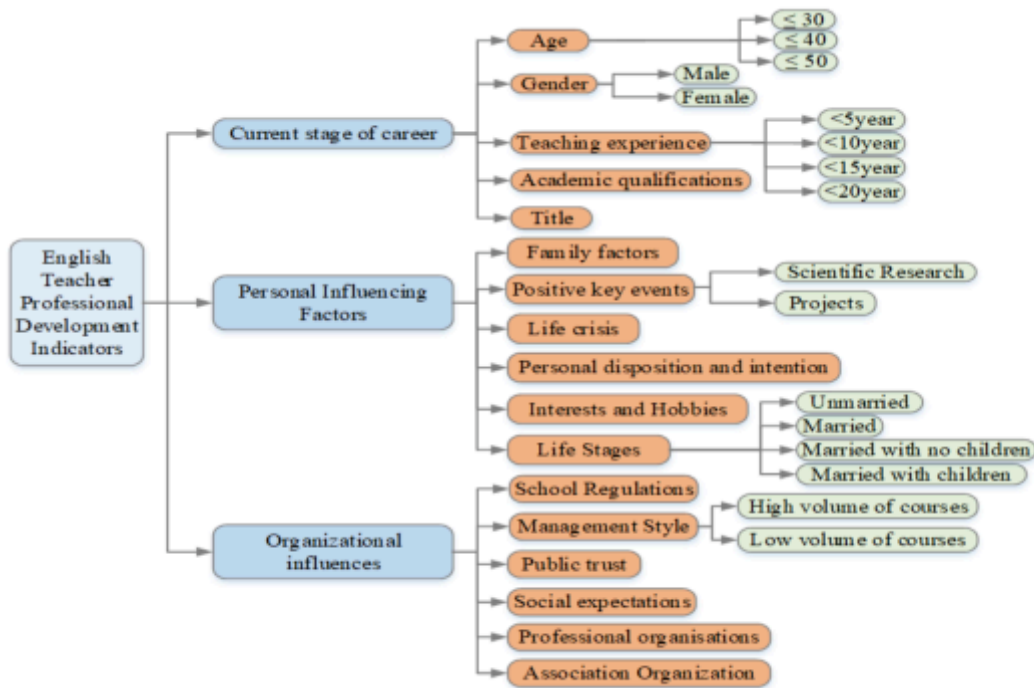 English
Teacher
Professional
Development
Indicators
Current stage of career
Age
≤ 30
≤ 40
≤ 50
Gender
Male
Female
Teaching experience
<5year
<10year
<15year
<20year
Academic qualifications
Title
Personal Influencing
Factors
Family factors
Positive key events
Scientific Research
Projects
Life crisis
Personal disposition and intention
Interests and Hobbies
Life Stages
Unmarried
Married
Married with no children
Married with children
Organizational
influences
School Regulations
Management Style
High volume of courses
Low volume of courses
Public trust
Social expectations
Professional organisations
Association Organization